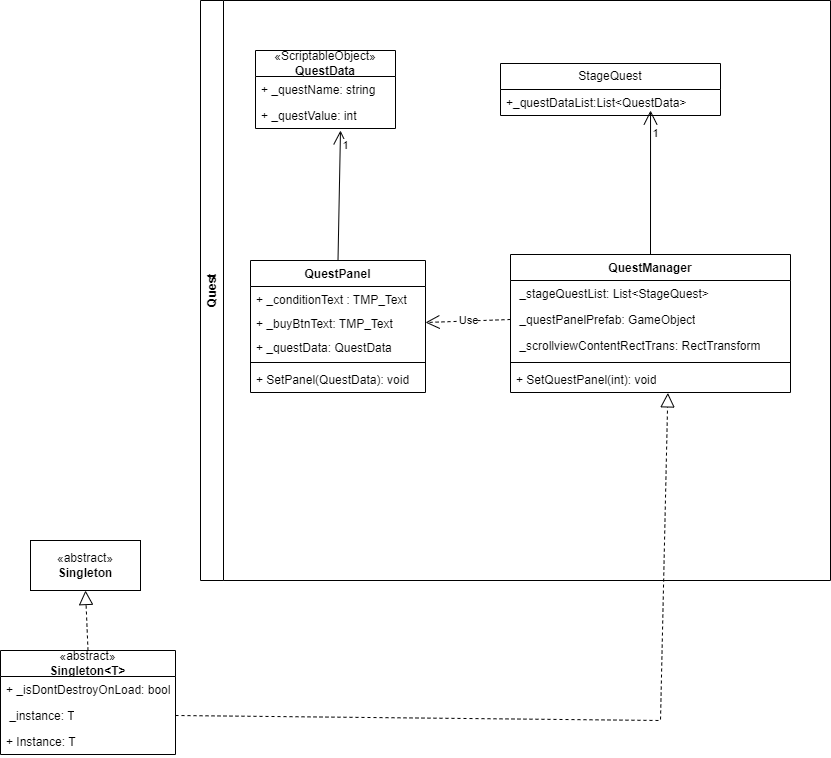 Quest
«ScriptableObject»
QuestData
+ _questName: string
+ _questValue: int
1
StageQuest
+_questDataList:List<QuestData>
1
QuestPanel
+ _conditionText : TMP_Text
+ _buyBtnText: TMP_Text
+ _questData: QuestData
+ SetPanel(QuestData): void
Use
QuestManager
_stageQuestList: List<StageQuest>
_questPanelPrefab: GameObject
_scrollviewContentRectTrans: RectTransform
+ SetQuestPanel(int): void
«abstract»
Singleton
«abstract»
Singleton<T>
+ _isDontDestroyOnLoad: bool
_instance: T
+ Instance: T